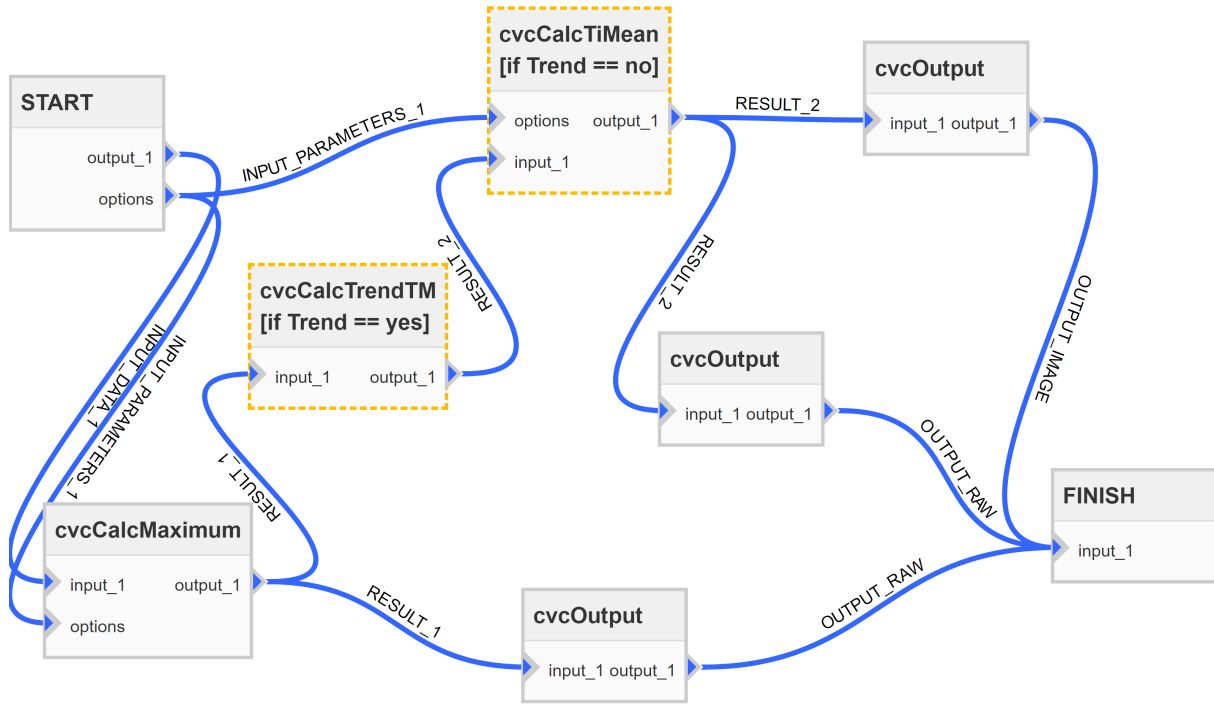 cvcCalcTiMean
[if Trend == no]
options output_1
input_1
cvcOutput
input_1 output_1
RESULT_2
START
output_1
options
INPUT_PARAMETERS_1
RESULT_2
RESULT_2
OUTPUT_IMAGE
cvcCalcTrendTM
[if Trend == yes]
input_1 output_1
INPUT_DATA_1
INPUT_PARAMETERS_1
cvcOutput
input_1 output_1
OUTPUT_RAW
RESULT_1
FINISH
input_1
cvcCalcMaximum
input_1 output_1
options
RESULT_1
cvcOutput
input_1 output_1
OUTPUT_RAW